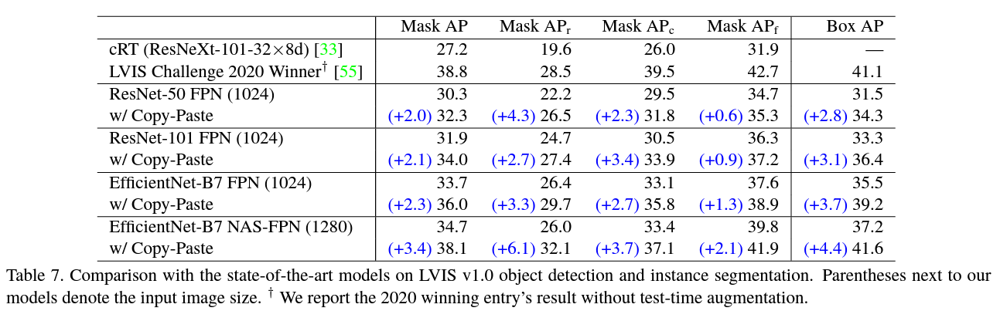 Mask AP Mask APr Mask APc Mask APf Box AP
cRT (ResNeXt-101-32×8d) [33] 27.2 19.6 26.0 31.9 —
LVIS Challenge 2020 Winner† [55] 38.8 28.5 39.5 42.7 41.1
ResNet-50 FPN (1024) 30.3 22.2 29.5 34.7 31.5
w/ Copy-Paste (+2.0) 32.3 (+4.3) 26.5 (+2.3) 31.8 (+0.6) 35.3 (+2.8) 34.3
ResNet-101 FPN (1024) 31.9 24.7 30.5 36.3 33.3
w/ Copy-Paste (+2.1) 34.0 (+2.7) 27.4 (+3.4) 33.9 (+0.9) 37.2 (+3.1) 36.4
EfficientNet-B7 FPN (1024) 33.7 26.4 33.1 37.6 35.5
w/ Copy-Paste (+2.3) 36.0 (+3.3) 29.7 (+2.7) 35.8 (+1.3) 38.9 (+3.7) 39.2
EfficientNet-B7 NAS-FPN (1280) 34.7 26.0 33.4 39.8 37.2
w/ Copy-Paste (+3.4) 38.1 (+6.1) 32.1 (+3.7) 37.1 (+2.1) 41.9 (+4.4) 41.6
Table 7. Comparison with the state-of-the-art models on LVIS v1.0 object detection and instance segmentation. Parentheses next to our
models denote the input image size. † We report the 2020 winning entry's result without test-time augmentation.